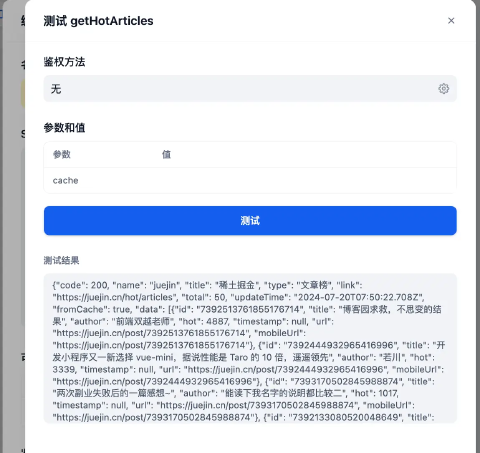 测试 getHotArticles
鉴权方法
无
参数和值
参数 值
cache
测试
测试结果
{"code": 200, "name": "juejin", "title": "稀土掘金", "type": "文章榜", "link":
"https://juejin.cn/hot/articles", "total": 50, "updateTime": "2024-07-20T07:50:22.708Z",
"fromCache": true, "data": [{"id": "7392513761855176714", "title": "博客园求救，不思变的结
果", "author": "前端双越老师", "hot": 4887, "timestamp": null, "url":
"https://juejin.cn/post/7392513761855176714", "mobileUrl":
"https://juejin.cn/post/7392513761855176714"}, {"id": "7392444932965416996", "title": "开
发小程序又一新选择 vue-mini，据说性能是 Taro 的 10 倍，遥遥领先", "author": "若川", "hot":
3339, "timestamp": null, "url": "https://juejin.cn/post/7392444932965416996", "mobileUrl":
"https://juejin.cn/post/7392444932965416996"}, {"id": "7393170502845988874", "title":
"两次副业失败后的一篇感想~", "author": "能读下我名字的说明都比较二", "hot": 1017,
"timestamp": null, "url": "https://juejin.cn/post/7393170502845988874", "mobileUrl":
"https://juejin.cn/post/7393170502845988874"}, {"id": "7392133080520048649", "title":